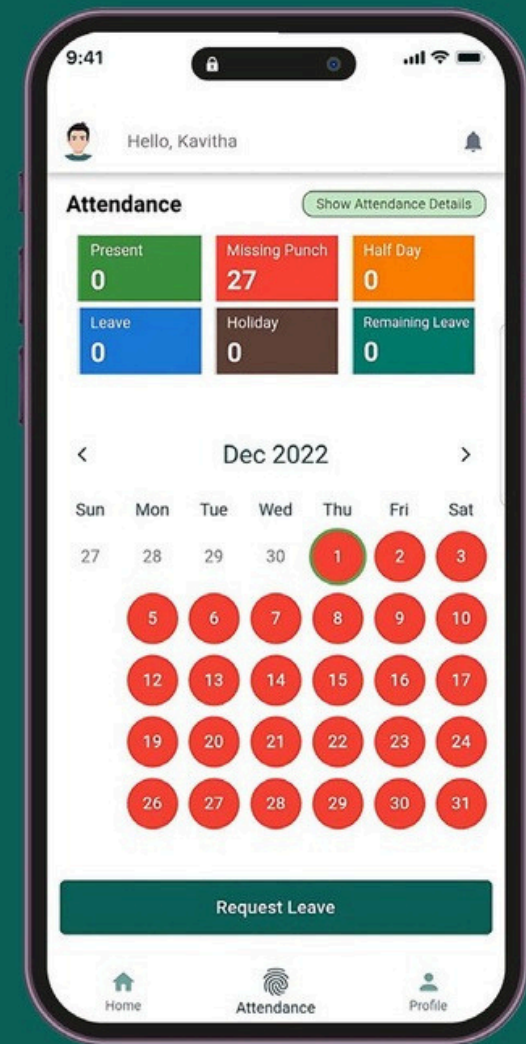 9:41
Hello, Kavitha
Attendance Show Attendance Details
Present Missing Punch Half Day
0 27 0
Leave Holiday Remaining Leave
0 0 0
< Dec 2022 >
Sun Mon Tue Wed Thu Fri Sat
27 28 29 30 1 2 3
5 6 7 8 9 10
12 13 14 15 16 17
19 20 21 22 23 24
26 27 28 29 30 31
Request Leave
Home Attendance Profile